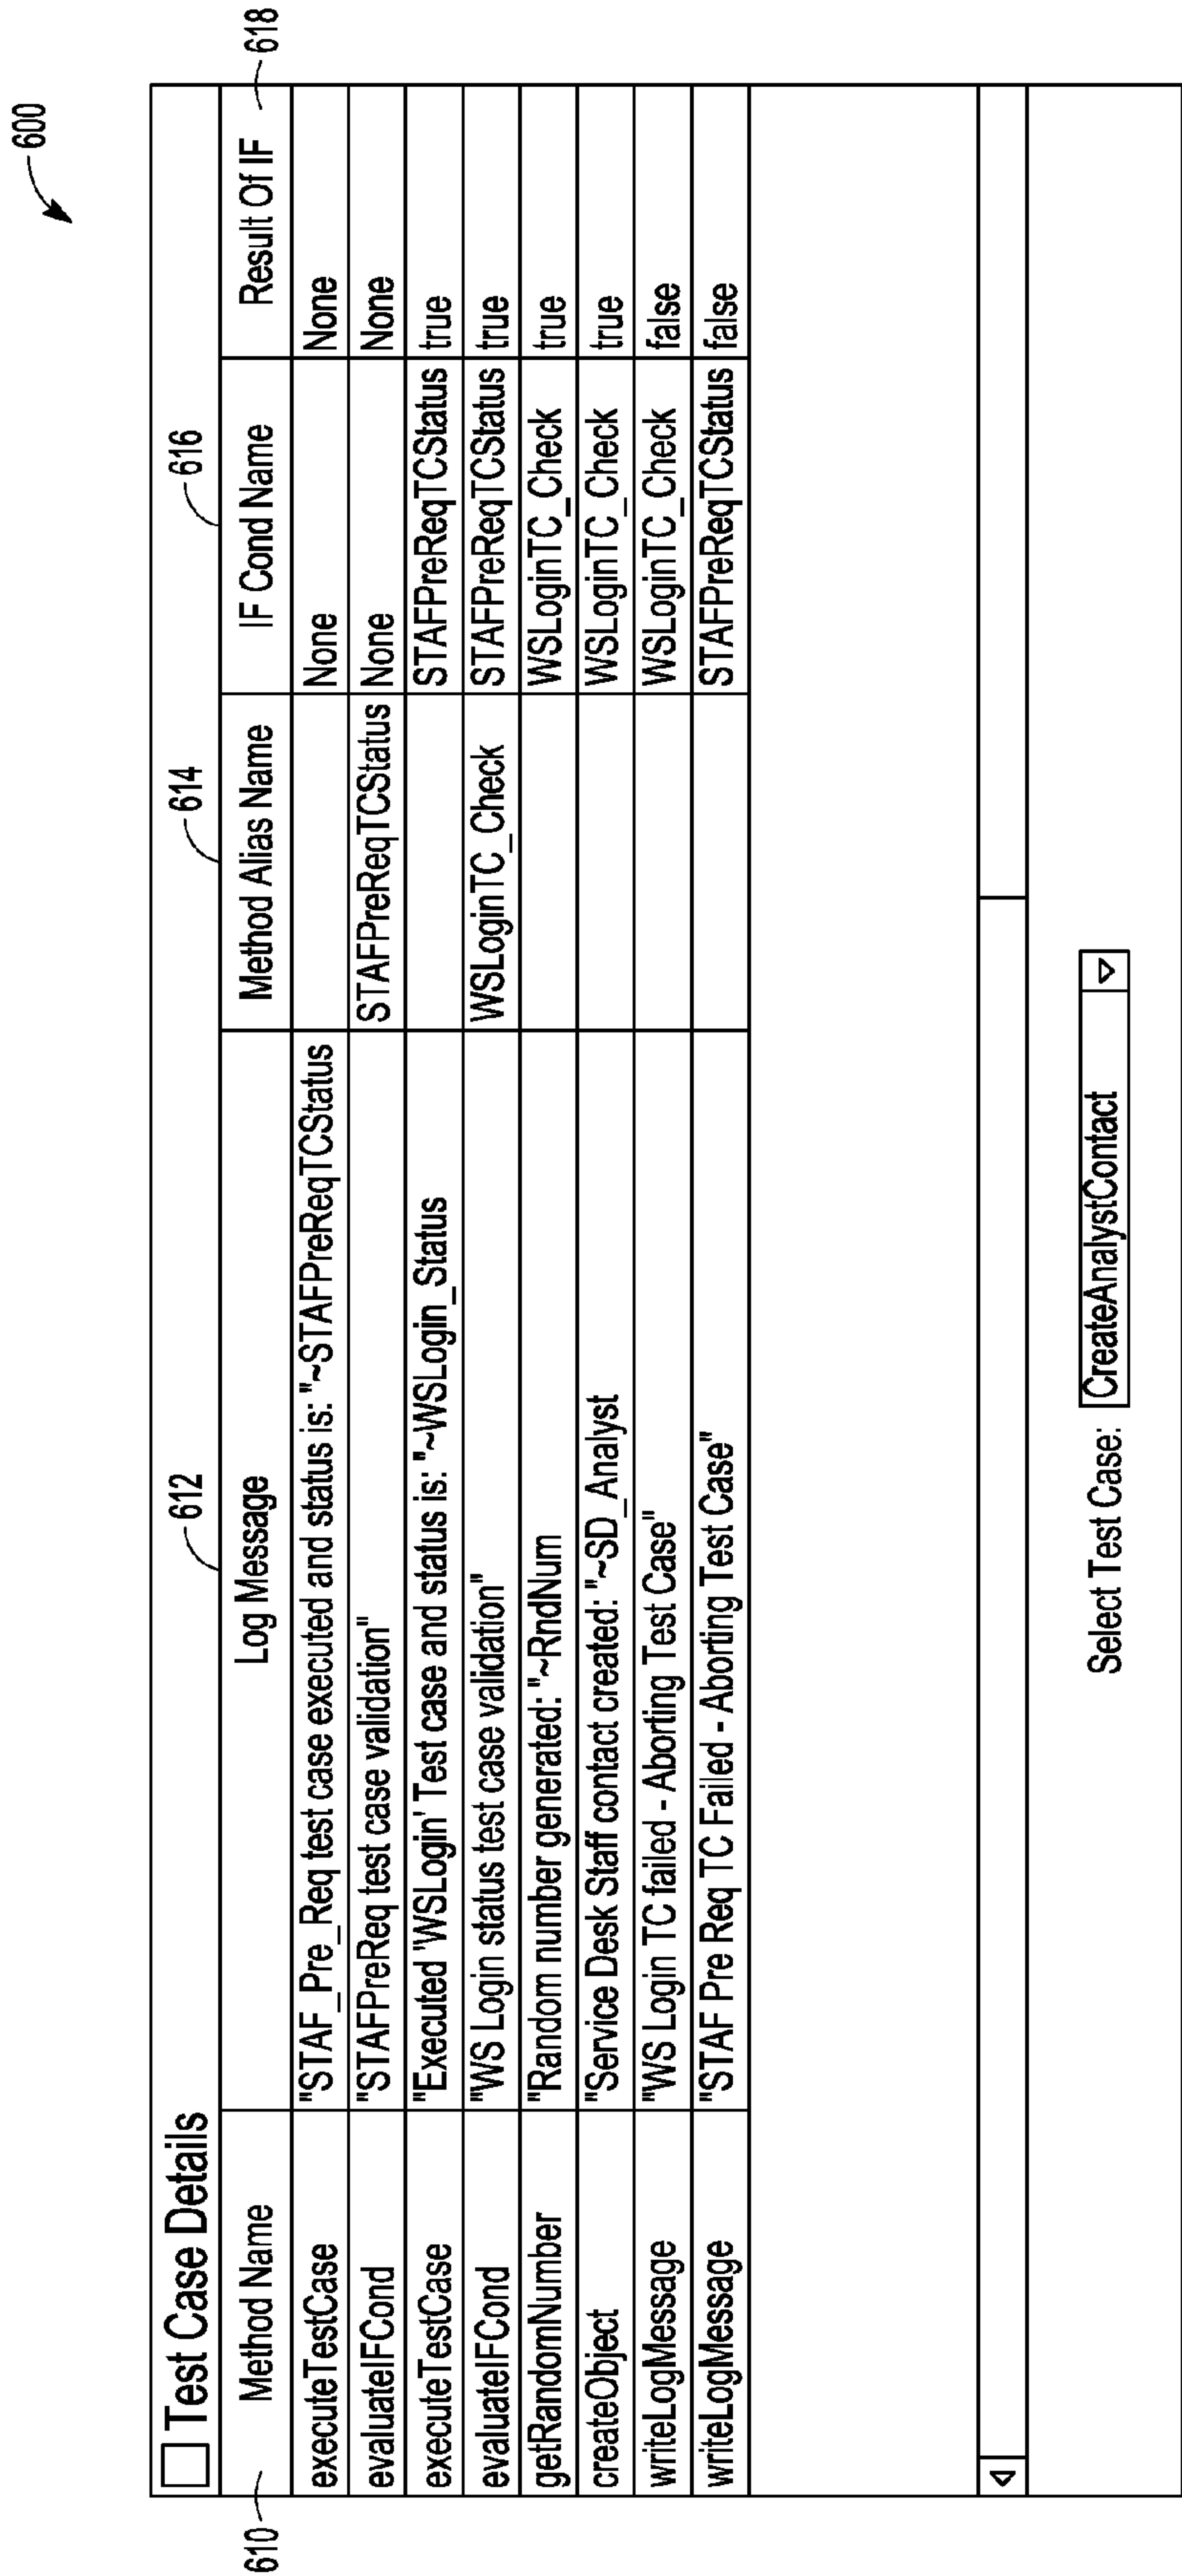 600
Test Case Details
610 612 614 616 618
Method Name Log Message Method Alias Name IF Cond Name Result Of IF
executeTestCase "STAF_Pre_Req test case executed and status is: "~STAFPreReqTCStatus None None
evaluateIFCond "STAFPreReq test case validation" STAFPreReqTCStatus None None
executeTestCase "Executed 'WSLogin' Test case and status is: "~WSLogin_Status STAFPreReqTCStatus true
evaluateIFCond "WS Login status test case validation" WSLoginTC_Check STAFPreReqTCStatus true
getRandomNumber "Random number generated: "~RndNum WSLoginTC_Check true
createObject "Service Desk Staff contact created: "~SD_Analyst WSLoginTC_Check true
writeLogMessage "WS Login TC failed - Aborting Test Case" WSLoginTC_Check false
writeLogMessage "STAF Pre Req TC Failed - Aborting Test Case" STAFPreReqTCStatus false
Select Test Case: CreateAnalystContact